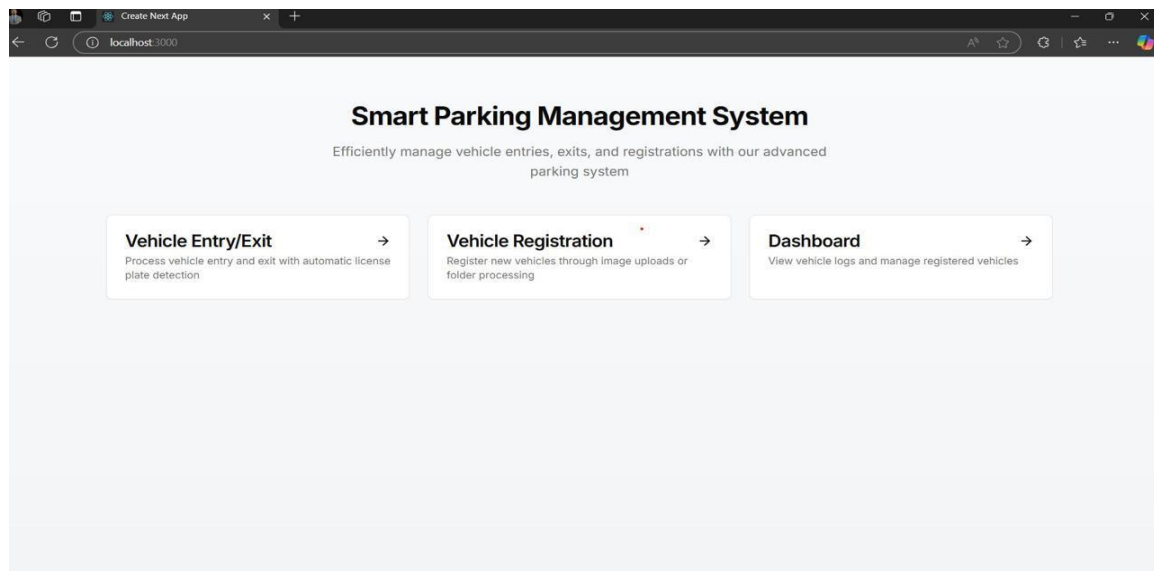 Create Next App
localhost:3000
Smart Parking Management System
Efficiently manage vehicle entries, exits, and registrations with our advanced
parking system
Vehicle Entry/Exit
Process vehicle entry and exit with automatic license
plate detection
Vehicle Registration
Register new vehicles through image uploads or
folder processing
Dashboard
View vehicle logs and manage registered vehicles